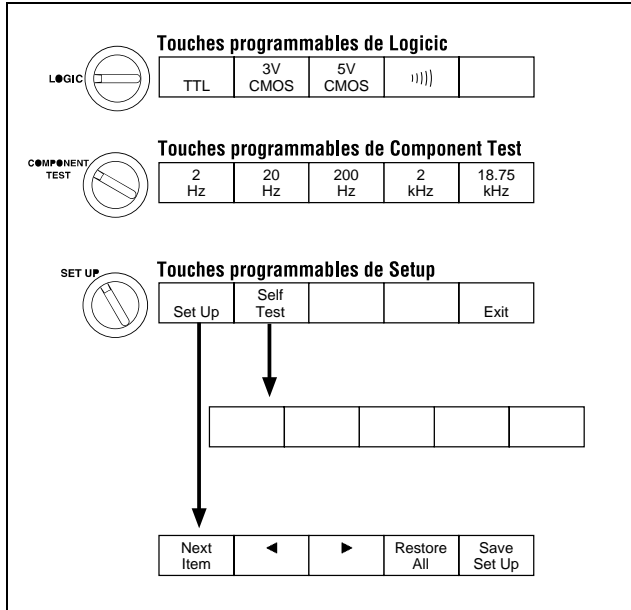 Touches programmables de Logicic
LOGIC
TTL
3V
CMOS
5V
CMOS
Touches programmables de Component Test
COMPONENT
TEST
2
Hz
20
Hz
200
Hz
2
kHz
18.75
kHz
Touches programmables de Setup
SET UP
Set Up
Self
Test
Exit
Next
Item
◄
►
Restore
All
Save
Set Up